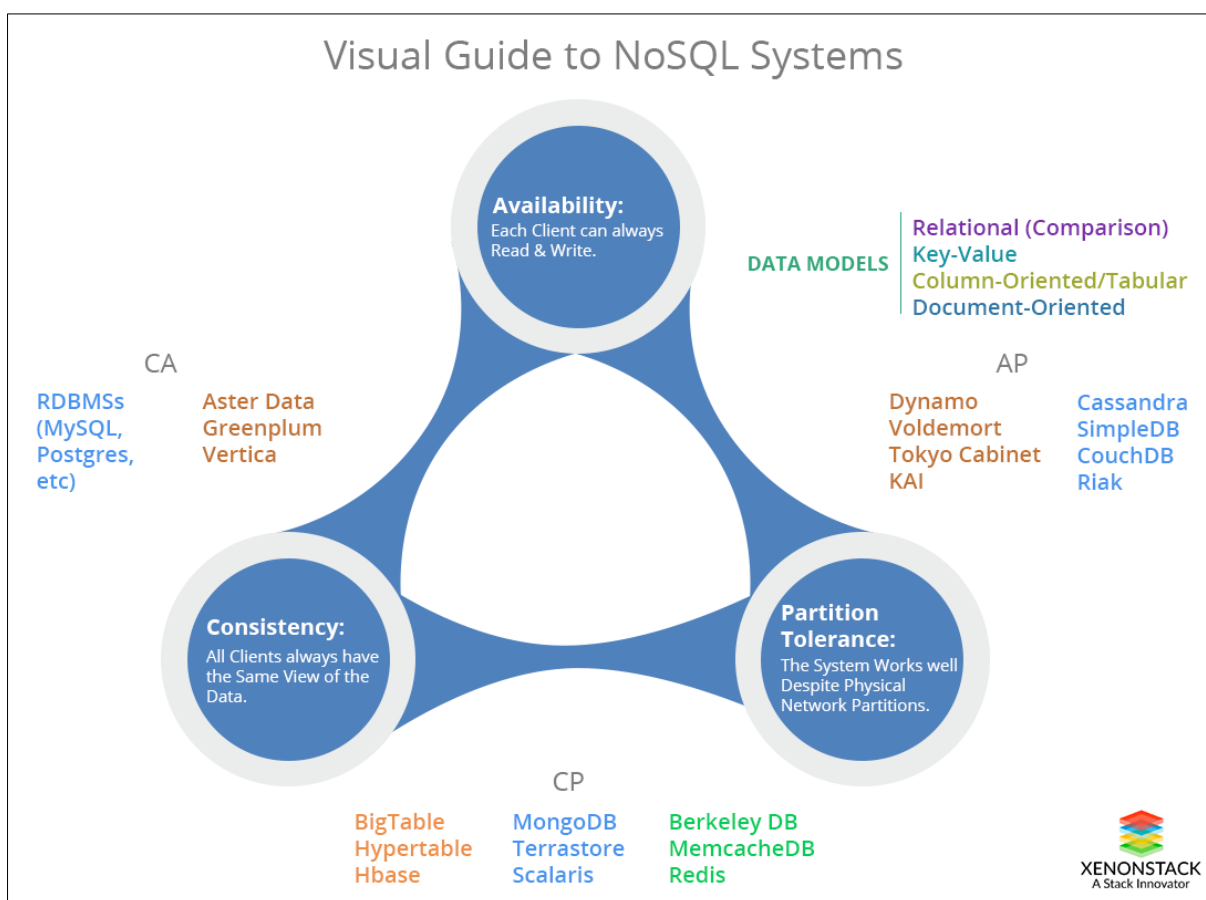 Visual Guide to NoSQL Systems
Availability:
Each Client can always
Read & Write.
DATA MODELS
Relational (Comparison)
Key-Value
Column-Oriented/Tabular
Document-Oriented
CA
RDBMSs
(MySQL,
Postgres,
etc)
Aster Data
Greenplum
Vertica
AP
Dynamo
Voldemort
Tokyo Cabinet
KAI
Cassandra
SimpleDB
CouchDB
Riak
Consistency:
All Clients always have
the Same View of the
Data.
Partition
Tolerance:
The System Works well
Despite Physical
Network Partitions.
CP
BigTable
Hypertable
Hbase
MongoDB
Terrastore
Scalaris
Berkeley DB
MemcacheDB
Redis
XENONSTACK
A Stack Innovator